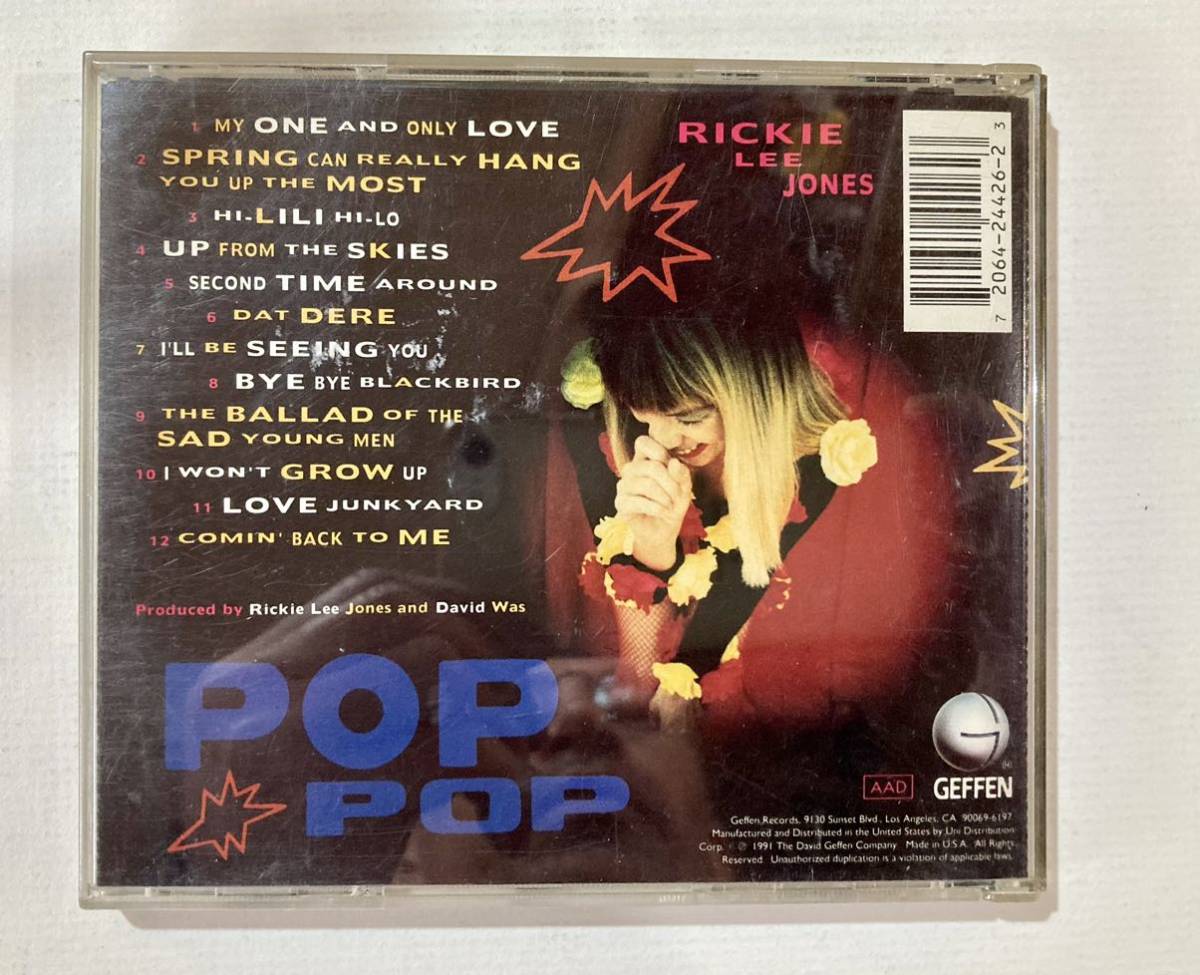 1 MY ONE AND ONLY LOVE
2 SPRING CAN REALLY HANG
YOU UP THE MOST
3 HI-LILI HI-LO
4 UP FROM THE SKIES
5 SECOND TIME AROUND
6 DAT DERE
7 I'LL BE SEEING YOU
8 BYE BYE BLACKBIRD
9 THE BALLAD OF THE
SAD YOUNG MEN
10 I WON'T GROW UP
11 LOVE JUNKYARD
12 COMIN' BACK TO ME
Produced by Rickie Lee Jones and David Was
POP
POP
RICKIE
LEE
JONES
7 2064-24426-2 3
AAD
GEFFEN
Geffen Records, 9130 Sunset Blvd., Los Angeles, CA 90069-6197
Manufactured and Distributed in the United States by Uni Distribution
Corp. ℗ 1991 The David Geffen Company Made in U.S.A. All Rights
Reserved. Unauthorized duplication is a violation of applicable laws.